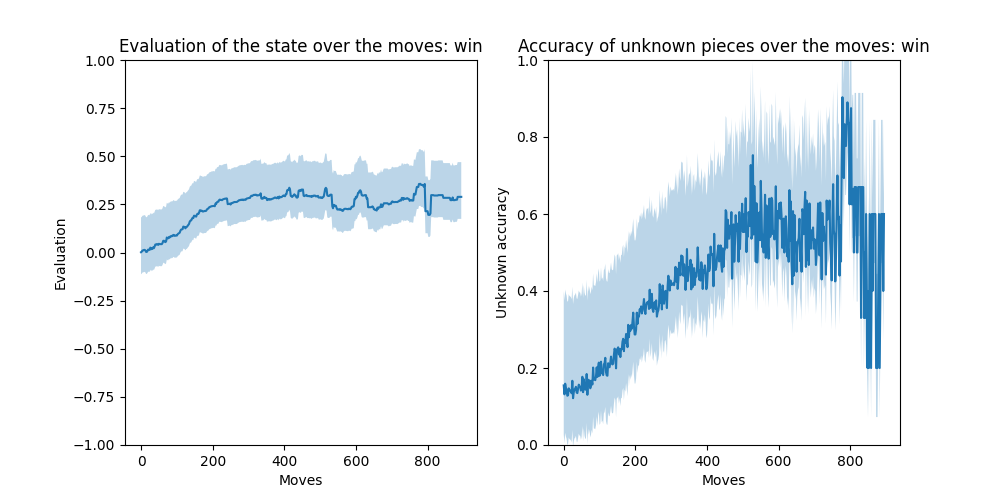 Evaluation of the state over the moves: win
1.00
0.75
0.50
0.25
0.00
−0.25
−0.50
−0.75
−1.00
Evaluation
0 200 400 600 800
Moves
Accuracy of unknown pieces over the moves: win
1.0
0.8
0.6
0.4
0.2
0.0
Unknown accuracy
0 200 400 600 800
Moves